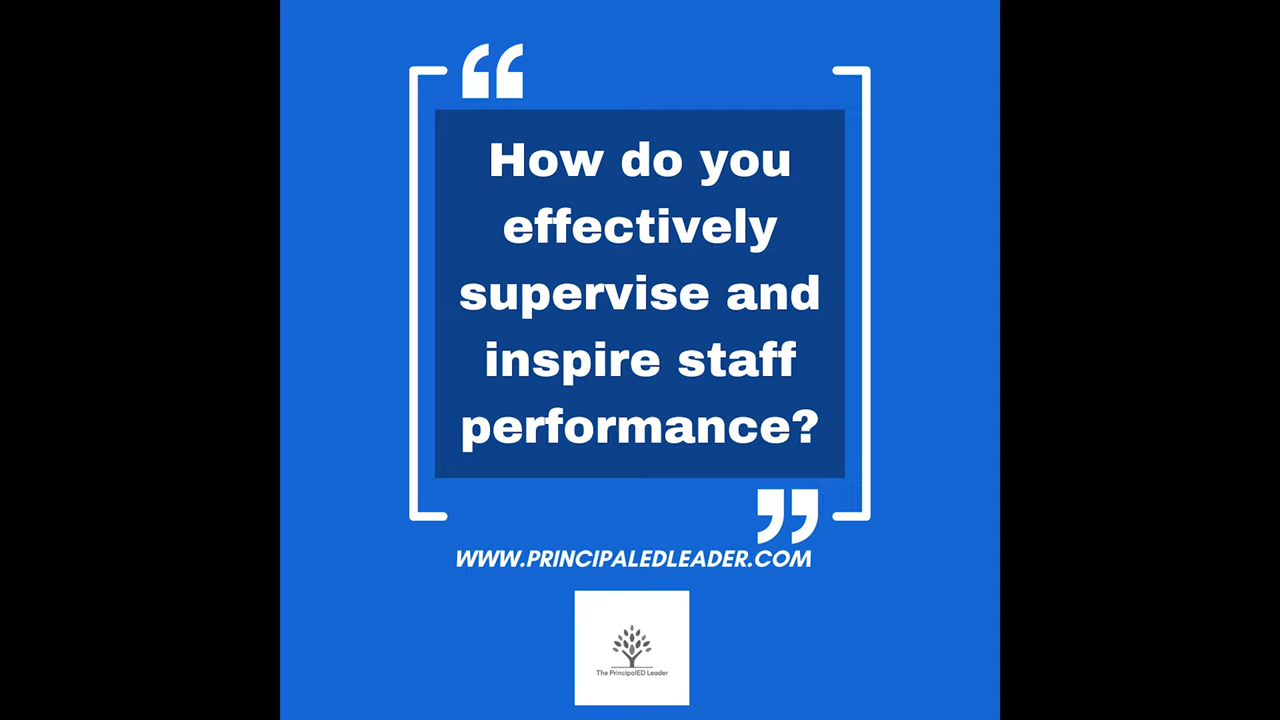 “
How do you
effectively
supervise and
inspire staff
performance?
”
WWW.PRINCIPALEDLEADER.COM
The PrincipalED Leader